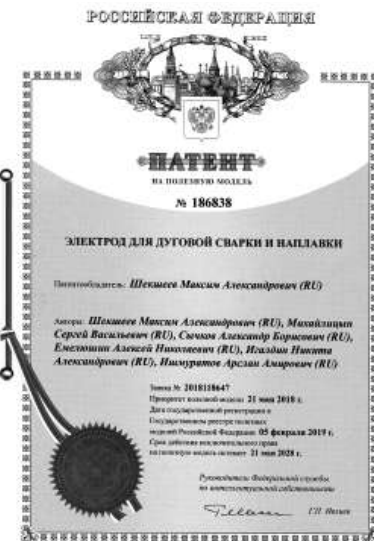 РОССИЙСКАЯ ФЕДЕРАЦИЯ
ПАТЕНТ
НА ПОЛЕЗНУЮ МОДЕЛЬ
№ 186838
ЭЛЕКТРОД ДЛЯ ДУГОВОЙ СВАРКИ И НАПЛАВКИ
Патентообладатель: Шекшеев Максим Александрович (RU)
Авторы: Шекшеев Максим Александрович (RU), Михайлицын
Сергей Васильевич (RU), Сычков Александр Борисович (RU),
Емелюшин Алексей Николаевич (RU), Игалдин Никита
Александрович (RU), Ишмуратов Арслан Амирович (RU)
Заявка № 2018118647
Приоритет полезной модели 21 мая 2018 г.
Дата государственной регистрации в
Государственном реестре полезных
моделей Российской Федерации 05 февраля 2019 г.
Срок действия исключительного права
на полезную модель истекает 21 мая 2028 г.
Руководитель Федеральной службы
по интеллектуальной собственности
Г.П. Ивлиев